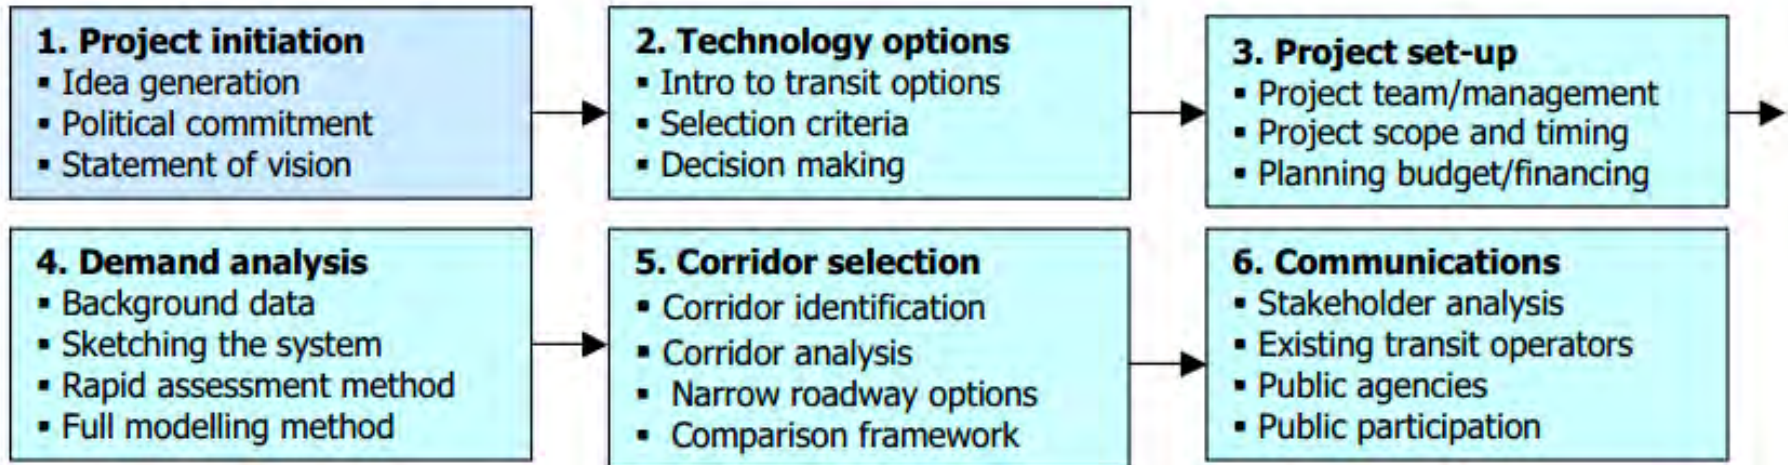 1. Project initiation
▪ Idea generation
▪ Political commitment
▪ Statement of vision
2. Technology options
▪ Intro to transit options
▪ Selection criteria
▪ Decision making
3. Project set-up
▪ Project team/management
▪ Project scope and timing
▪ Planning budget/financing
4. Demand analysis
▪ Background data
▪ Sketching the system
▪ Rapid assessment method
▪ Full modelling method
5. Corridor selection
▪ Corridor identification
▪ Corridor analysis
▪ Narrow roadway options
▪ Comparison framework
6. Communications
▪ Stakeholder analysis
▪ Existing transit operators
▪ Public agencies
▪ Public participation